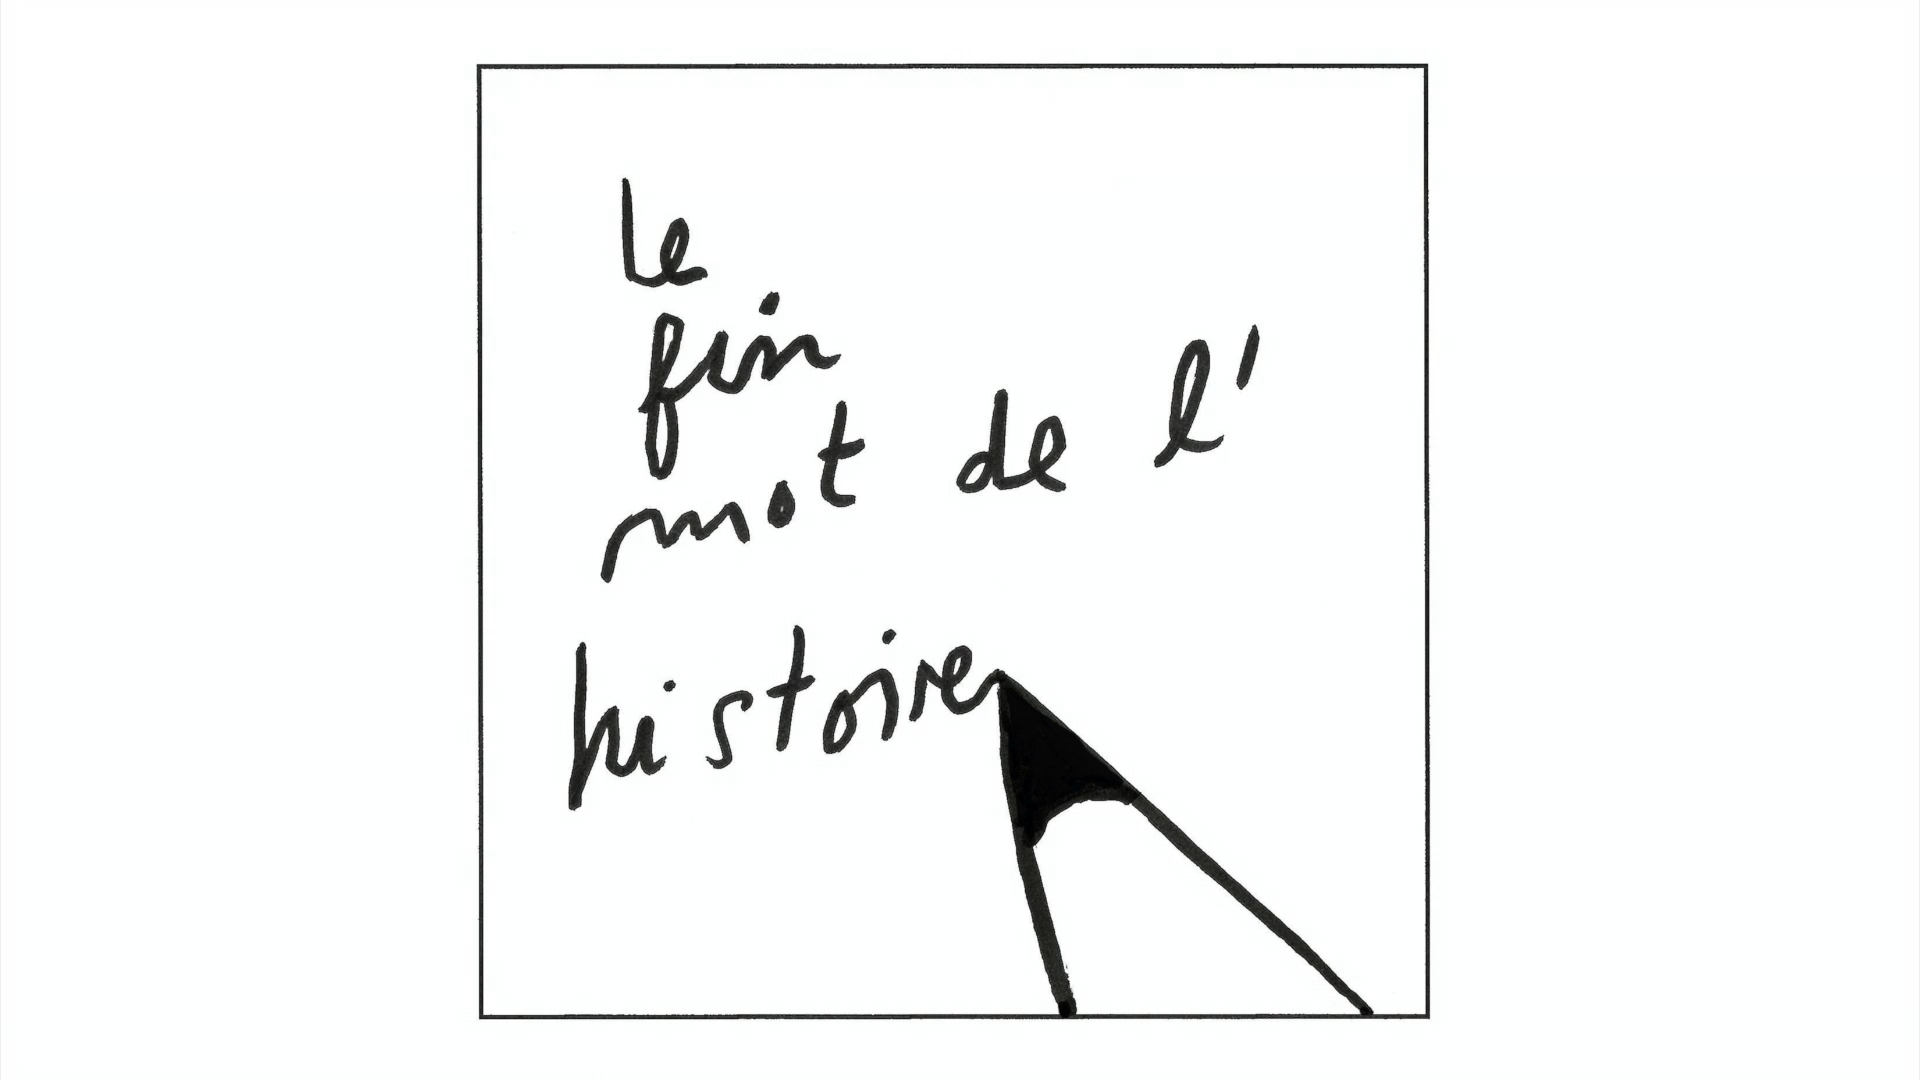 le
fin
mot de l'
histoire